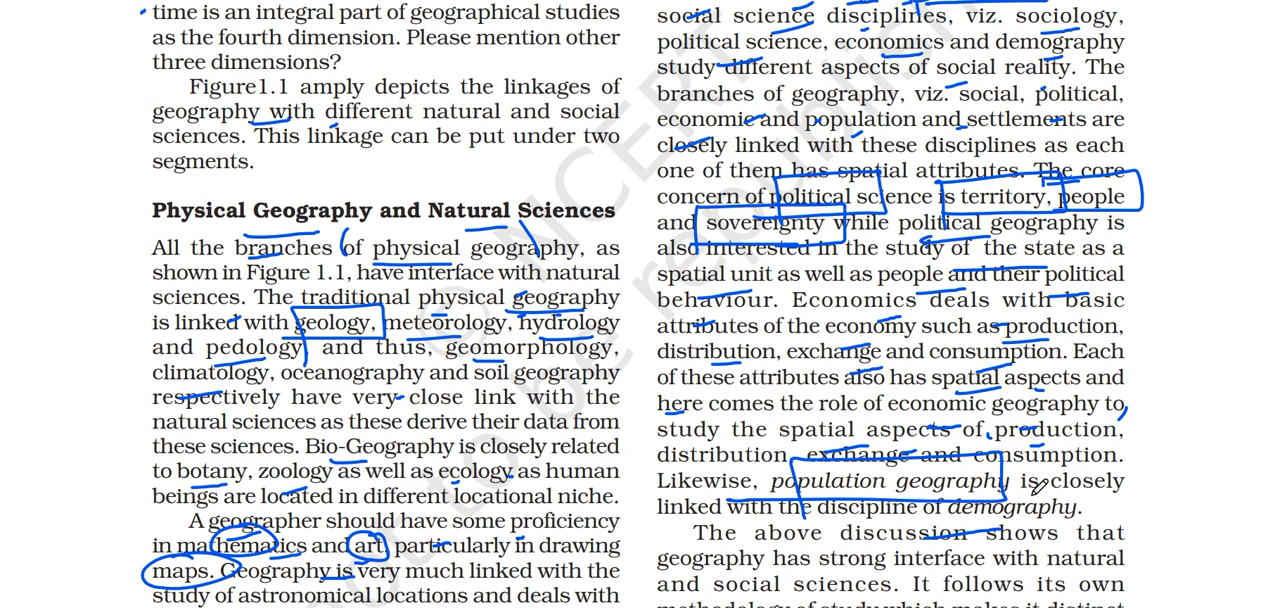 time is an integral part of geographical studies
as the fourth dimension. Please mention other
three dimensions?
Figure1.1 amply depicts the linkages of
geography with different natural and social
sciences. This linkage can be put under two
segments.
Physical Geography and Natural Sciences
All the branches of physical geography, as
shown in Figure 1.1, have interface with natural
sciences. The traditional physical geography
is linked with geology, meteorology, hydrology
and pedology, and thus, geomorphology,
climatology, oceanography and soil geography
respectively have very close link with the
natural sciences as these derive their data from
these sciences. Bio-Geography is closely related
to botany, zoology as well as ecology as human
beings are located in different locational niche.
A geographer should have some proficiency
in mathematics and art, particularly in drawing
maps. Geography is very much linked with the
study of astronomical locations and deals with
social science disciplines, viz. sociology,
political science, economics and demography
study different aspects of social reality. The
branches of geography, viz. social, political,
economic and population and settlements are
closely linked with these disciplines as each
one of them has spatial attributes. The core
concern of political science is territory, people
and sovereignty while political geography is
also interested in the study of the state as a
spatial unit as well as people and their political
behaviour. Economics deals with basic
attributes of the economy such as production,
distribution, exchange and consumption. Each
of these attributes also has spatial aspects and
here comes the role of economic geography to
study the spatial aspects of production,
distribution exchange and consumption.
Likewise, population geography is closely
linked with the discipline of demography.
The above discussion shows that
geography has strong interface with natural
and social sciences. It follows its own
methodology of study which makes it distinct
© NCERT
not to be republished